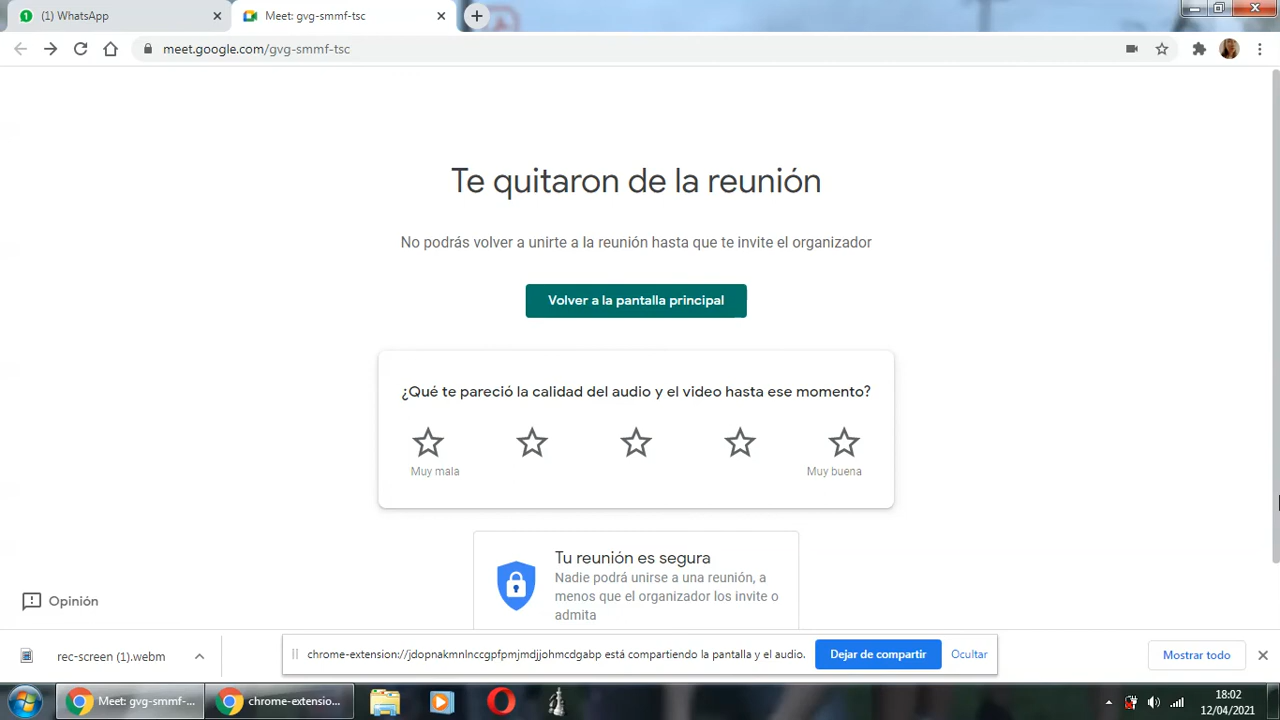 (1) WhatsApp
Meet: gvg-smmf-tsc
meet.google.com/gvg-smmf-tsc
Te quitaron de la reunión
No podrás volver a unirte a la reunión hasta que te invite el organizador
Volver a la pantalla principal
¿Qué te pareció la calidad del audio y el video hasta ese momento?
Muy mala
Muy buena
Tu reunión es segura
Nadie podrá unirse a una reunión, a
menos que el organizador los invite o
admita
Opinión
rec-screen (1).webm
chrome-extension://jdopnakmnlnccgpfpmjmdjjohmcdgabp está compartiendo la pantalla y el audio.
Dejar de compartir
Ocultar
Mostrar todo
Meet: gvg-smmf-...
chrome-extensio...
18:02
12/04/2021